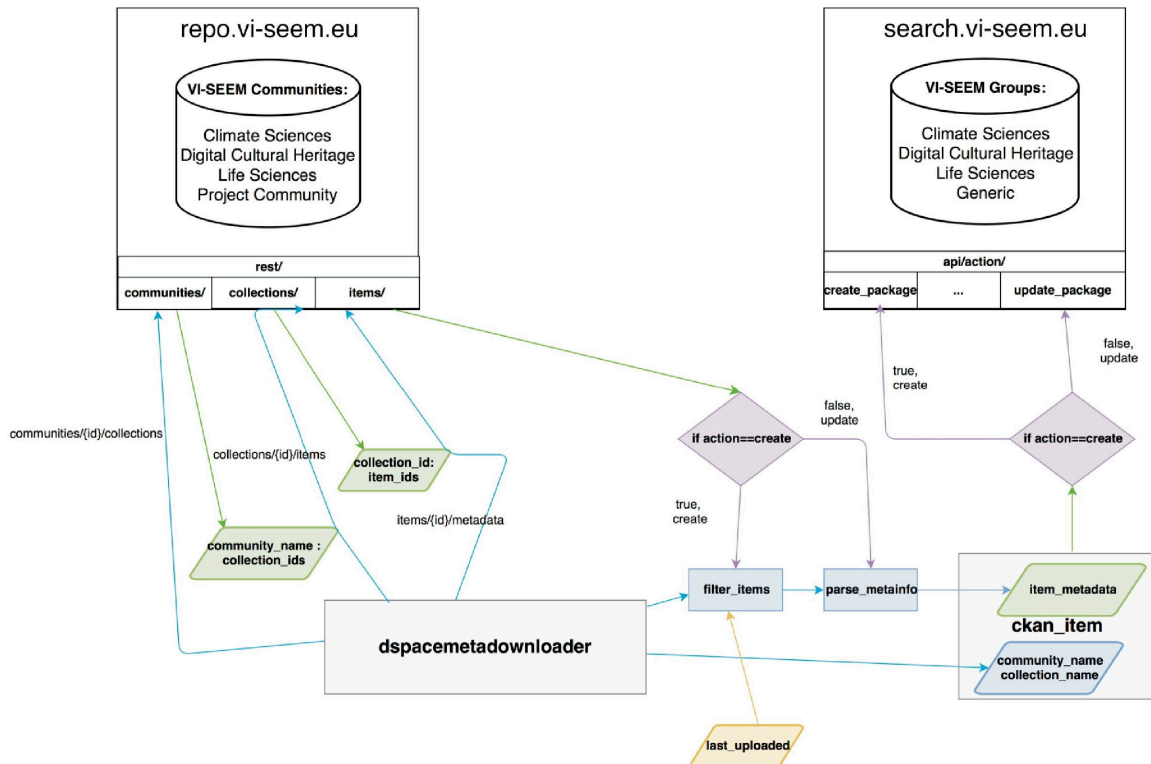 repo.vi-seem.eu
VI-SEEM Communities:
Climate Sciences
Digital Cultural Heritage
Life Sciences
Project Community
rest/
communities/
collections/
items/
search.vi-seem.eu
VI-SEEM Groups:
Climate Sciences
Digital Cultural Heritage
Life Sciences
Generic
api/action/
create_package
...
update_package
true,
create
false,
update
communities/{id}/collections
collections/{id}/items
collection_id:
item_ids
items/{id}/metadata
community_name :
collection_ids
if action==create
false,
update
true,
create
if action==create
filter_items
parse_metainfo
item_metadata
ckan_item
community_name
collection_name
dspacemetadownloader
last_uploaded